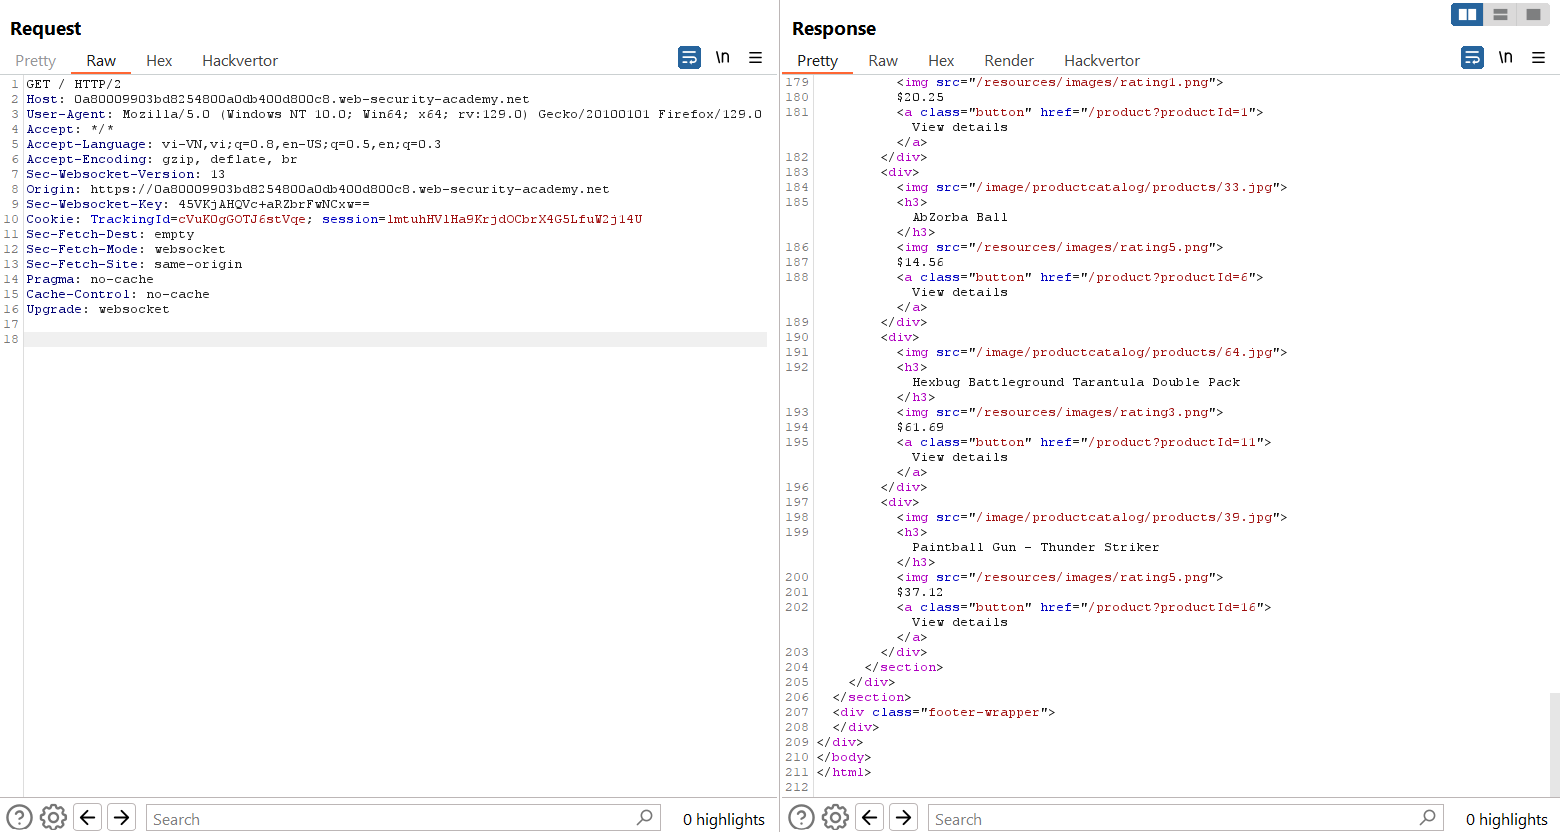 Request
Pretty Raw Hex Hackvertor
\n
1 GET / HTTP/2
2 Host: 0a80009903bd8254800a0db400d800c8.web-security-academy.net
3 User-Agent: Mozilla/5.0 (Windows NT 10.0; Win64; x64; rv:129.0) Gecko/20100101 Firefox/129.0
4 Accept: */*
5 Accept-Language: vi-VN,vi;q=0.8,en-US;q=0.5,en;q=0.3
6 Accept-Encoding: gzip, deflate, br
7 Sec-Websocket-Version: 13
8 Origin: https://0a80009903bd8254800a0db400d800c8.web-security-academy.net
9 Sec-Websocket-Key: 45VKjAHQVc+aRZbrFwNCxw==
10 Cookie: TrackingId=cVuK0gGOTJ6stVqe; session=lmtuhHVlHa9KrjdOCbrX4G5LfuW2jl4U
11 Sec-Fetch-Dest: empty
12 Sec-Fetch-Mode: websocket
13 Sec-Fetch-Site: same-origin
14 Pragma: no-cache
15 Cache-Control: no-cache
16 Upgrade: websocket
17
18
Search
0 highlights
Response
Pretty Raw Hex Render Hackvertor
\n
179 <img src="/resources/images/rating1.png">
180 $20.25
181 <a class="button" href="/product?productId=1">
View details
</a>
182 </div>
183 <div>
184 <img src="/image/productcatalog/products/33.jpg">
185 <h3>
AbZorba Ball
</h3>
186 <img src="/resources/images/rating5.png">
187 $14.56
188 <a class="button" href="/product?productId=6">
View details
</a>
189 </div>
190 <div>
191 <img src="/image/productcatalog/products/64.jpg">
192 <h3>
Hexbug Battleground Tarantula Double Pack
</h3>
193 <img src="/resources/images/rating3.png">
194 $61.69
195 <a class="button" href="/product?productId=11">
View details
</a>
196 </div>
197 <div>
198 <img src="/image/productcatalog/products/39.jpg">
199 <h3>
Paintball Gun - Thunder Striker
</h3>
200 <img src="/resources/images/rating5.png">
201 $37.12
202 <a class="button" href="/product?productId=16">
View details
</a>
203 </div>
204 </section>
205 </div>
206 </section>
207 <div class="footer-wrapper">
208 </div>
209 </div>
210 </body>
211 </html>
212
Search
0 highlights